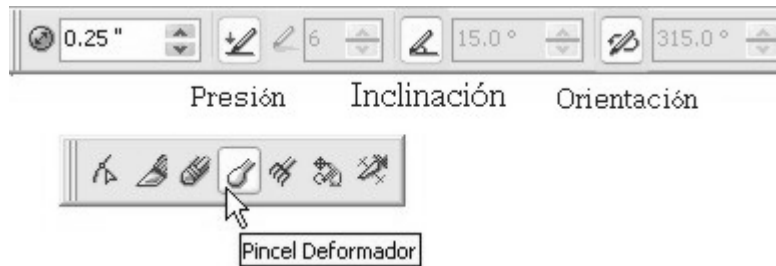 0.25 " 6 15.0 ° 315.0 °
Presión Inclinación Orientación
Pincel Deformador